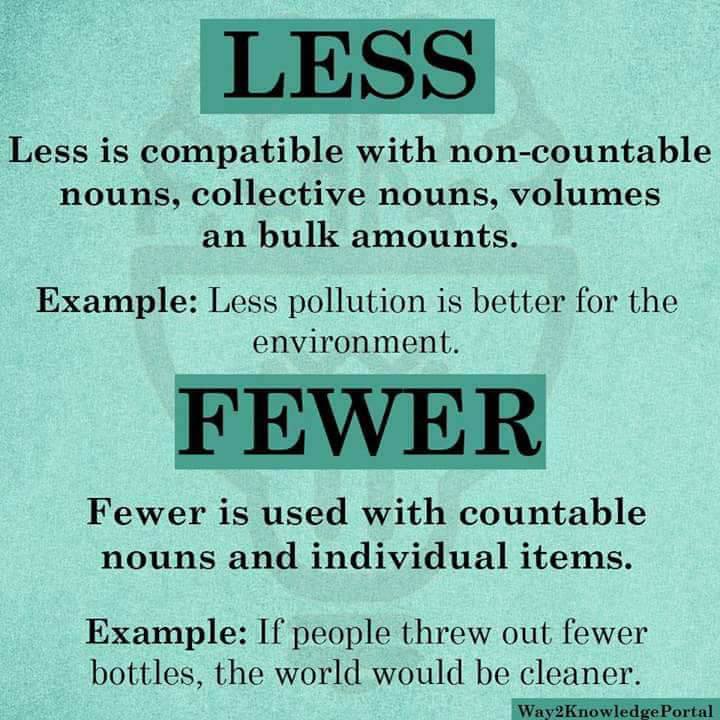 LESS
Less is compatible with non-countable
nouns, collective nouns, volumes
an bulk amounts.
Example: Less pollution is better for the
environment.
FEWER
Fewer is used with countable
nouns and individual items.
Example: If people threw out fewer
bottles, the world would be cleaner.
Way2KnowledgePortal